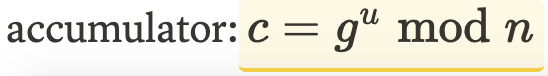 accumulator: c = g^u mod n